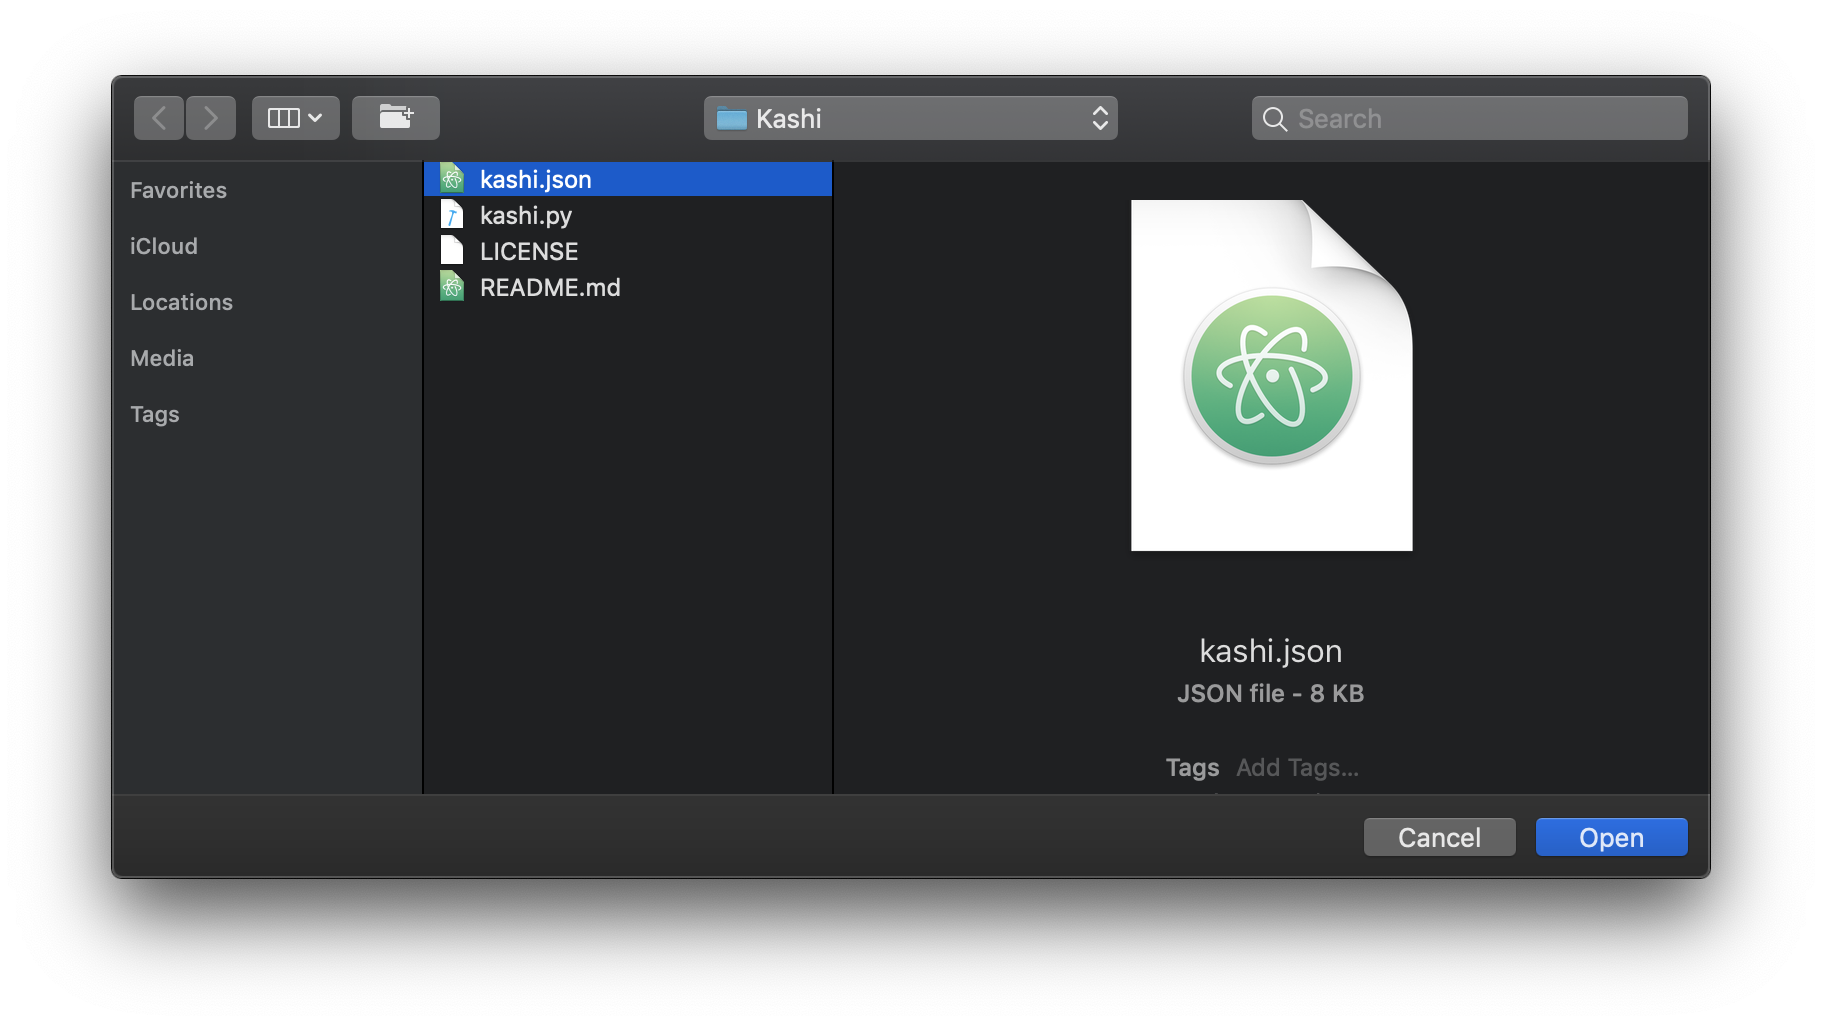 Kashi
Search
Favorites
iCloud
Locations
Media
Tags
kashi.json
kashi.py
LICENSE
README.md
kashi.json
JSON file - 8 KB
Tags Add Tags...
Cancel
Open